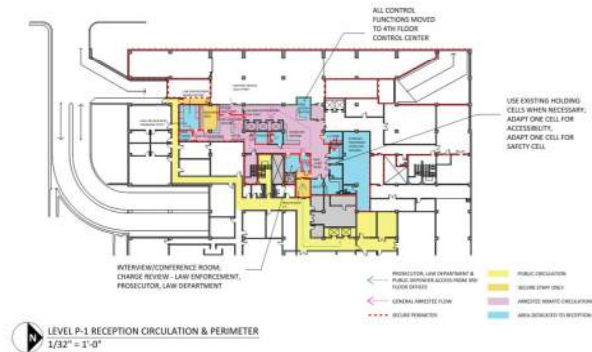 ALL CONTROL
FUNCTIONS MOVED
TO 4TH FLOOR
CONTROL CENTER
USE EXISTING HOLDING
CELLS WHEN NECESSARY;
ADAPT ONE CELL FOR
ACCESSIBILITY,
ADAPT ONE CELL FOR
SAFETY CELL
INTERVIEW/CONFERENCE ROOM;
CHARGE REVIEW - LAW ENFORCEMENT,
PROSECUTOR, LAW DEPARTMENT
PROSECUTOR, LAW DEPARTMENT &
PUBLIC DEFENDER ACCESS FROM 3RD
FLOOR OFFICES
GENERAL ARRESTEE FLOW
SECURE PERIMETER
PUBLIC CIRCULATION
SECURE STAFF ONLY
ARRESTEE INMATE CIRCULATION
AREA DEDICATED TO RECEPTION
N
LEVEL P-1 RECEPTION CIRCULATION & PERIMETER
1/32" = 1'-0"